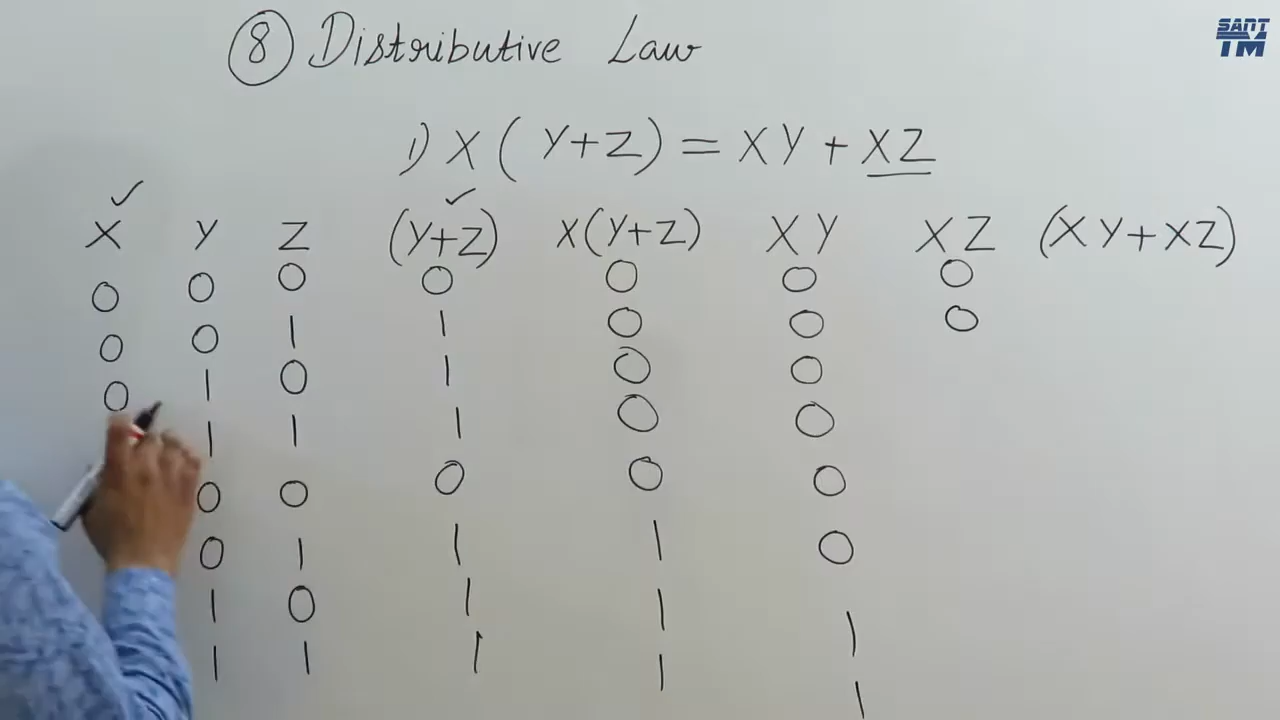 SANT TM
8 Distributive Law
1) X ( Y+Z) = XY + XZ
X Y Z (Y+Z) X(Y+Z) XY XZ (XY+XZ)
0 0 0 0 0 0 0
0 0 1 1 0 0 0
0 1 0 1 0 0
1 1 1 0 0
0 0 0 0 0
0 1 1 1 0
1 0 1 1 1
1 1 1 1 1